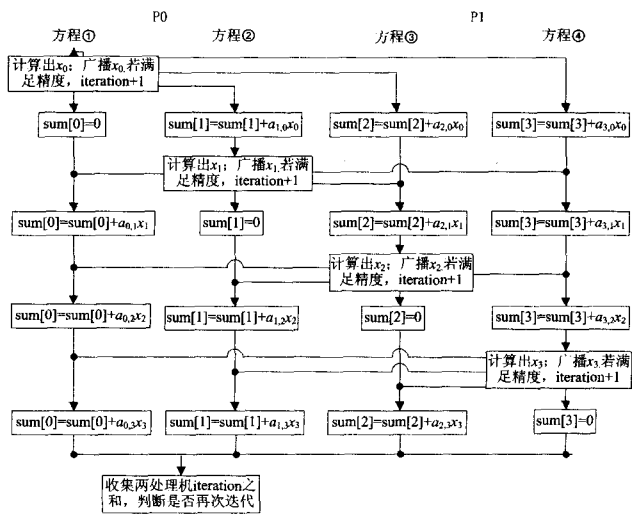 P0 P1
方程① 方程② 方程③ 方程④
计算出x₀；广播x₀.若满
足精度，iteration+1
sum[0]=0 sum[1]=sum[1]+a₁,₀x₀ sum[2]=sum[2]+a₂,₀x₀ sum[3]=sum[3]+a₃,₀x₀
计算出x₁；广播x₁.若满
足精度，iteration+1
sum[0]=sum[0]+a₀,₁x₁ sum[1]=0 sum[2]=sum[2]+a₂,₁x₁ sum[3]=sum[3]+a₃,₁x₁
计算出x₂；广播x₂.若满
足精度，iteration+1
sum[0]=sum[0]+a₀,₂x₂ sum[1]=sum[1]+a₁,₂x₂ sum[2]=0 sum[3]=sum[3]+a₃,₂x₂
计算出x₃；广播x₃.若满
足精度，iteration+1
sum[0]=sum[0]+a₀,₃x₃ sum[1]=sum[1]+a₁,₃x₃ sum[2]=sum[2]+a₂,₃x₃ sum[3]=0
收集两处理机iteration之
和，判断是否再次迭代